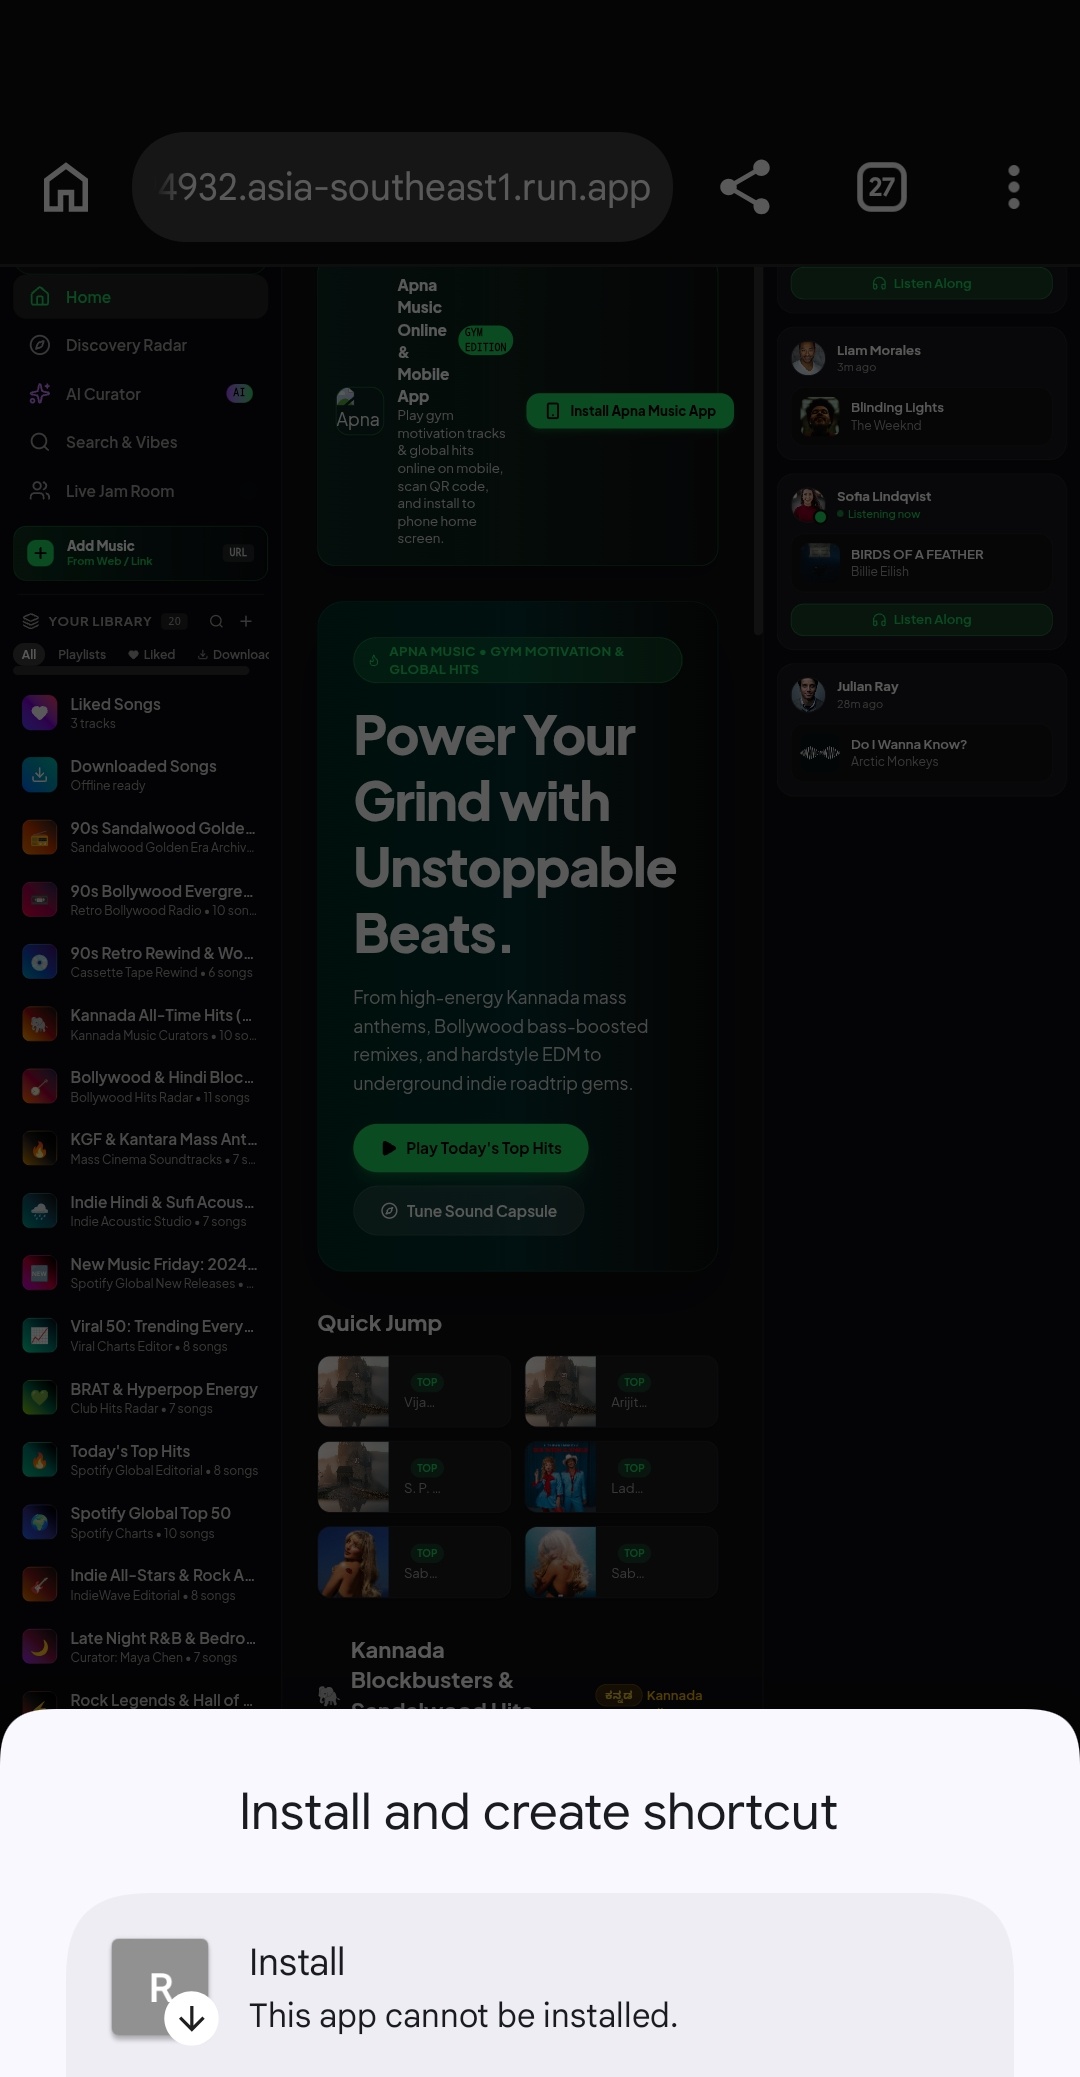 4932.asia-southeast1.run.app
27
Home
Discovery Radar
AI Curator
AI
Search & Vibes
Live Jam Room
Add Music
From Web / Link
URL
YOUR LIBRARY
20
All
Playlists
Liked
Downloac
Liked Songs
3 tracks
Downloaded Songs
Offline ready
90s Sandalwood Golde...
Sandalwood Golden Era Archiv...
90s Bollywood Evergre...
Retro Bollywood Radio • 10 son...
90s Retro Rewind & Wo...
Cassette Tape Rewind • 6 songs
Kannada All-Time Hits (...
Kannada Music Curators • 10 so...
Bollywood & Hindi Bloc...
Bollywood Hits Radar • 11 songs
KGF & Kantara Mass Ant...
Mass Cinema Soundtracks • 7 s...
Indie Hindi & Sufi Acous...
Indie Acoustic Studio • 7 songs
New Music Friday: 2024...
Spotify Global New Releases • ...
Viral 50: Trending Every...
Viral Charts Editor • 8 songs
BRAT & Hyperpop Energy
Club Hits Radar • 7 songs
Today's Top Hits
Spotify Global Editorial • 8 songs
Spotify Global Top 50
Spotify Charts • 10 songs
Indie All-Stars & Rock A...
IndieWave Editorial • 8 songs
Late Night R&B & Bedro...
Curator: Maya Chen • 7 songs
Rock Legends & Hall of ...
Apna
Apna
Music
Online
&
Mobile
App
GYM
EDITION
Play gym
motivation tracks
& global hits
online on mobile,
scan QR code,
and install to
phone home
screen.
Install Apna Music App
APNA MUSIC • GYM MOTIVATION &
GLOBAL HITS
Power Your
Grind with
Unstoppable
Beats.
From high-energy Kannada mass
anthems, Bollywood bass-boosted
remixes, and hardstyle EDM to
underground indie roadtrip gems.
Play Today's Top Hits
Tune Sound Capsule
Quick Jump
TOP
Vija...
TOP
Arijit...
TOP
S. P. ...
TOP
Lad...
TOP
Sab...
TOP
Sab...
Kannada
Blockbusters &
Sandalwood Hits
ಕನ್ನಡ
Kannada
Listen Along
Liam Morales
3m ago
Blinding Lights
The Weeknd
Sofia Lindqvist
Listening now
BIRDS OF A FEATHER
Billie Eilish
Listen Along
Julian Ray
28m ago
Do I Wanna Know?
Arctic Monkeys
Install and create shortcut
R
Install
This app cannot be installed.